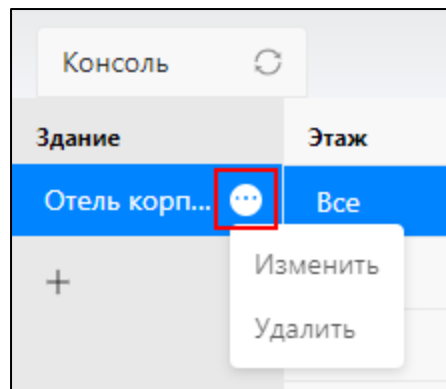 Консоль
Здание Этаж
Отель корп... Все
+
Изменить
Удалить